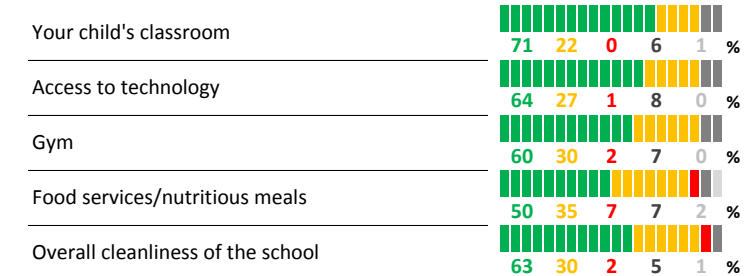 Your child's classroom
71 22 0 6 1 %
Access to technology
64 27 1 8 0 %
Gym
60 30 2 7 0 %
Food services/nutritious meals
50 35 7 7 2 %
Overall cleanliness of the school
63 30 2 5 1 %